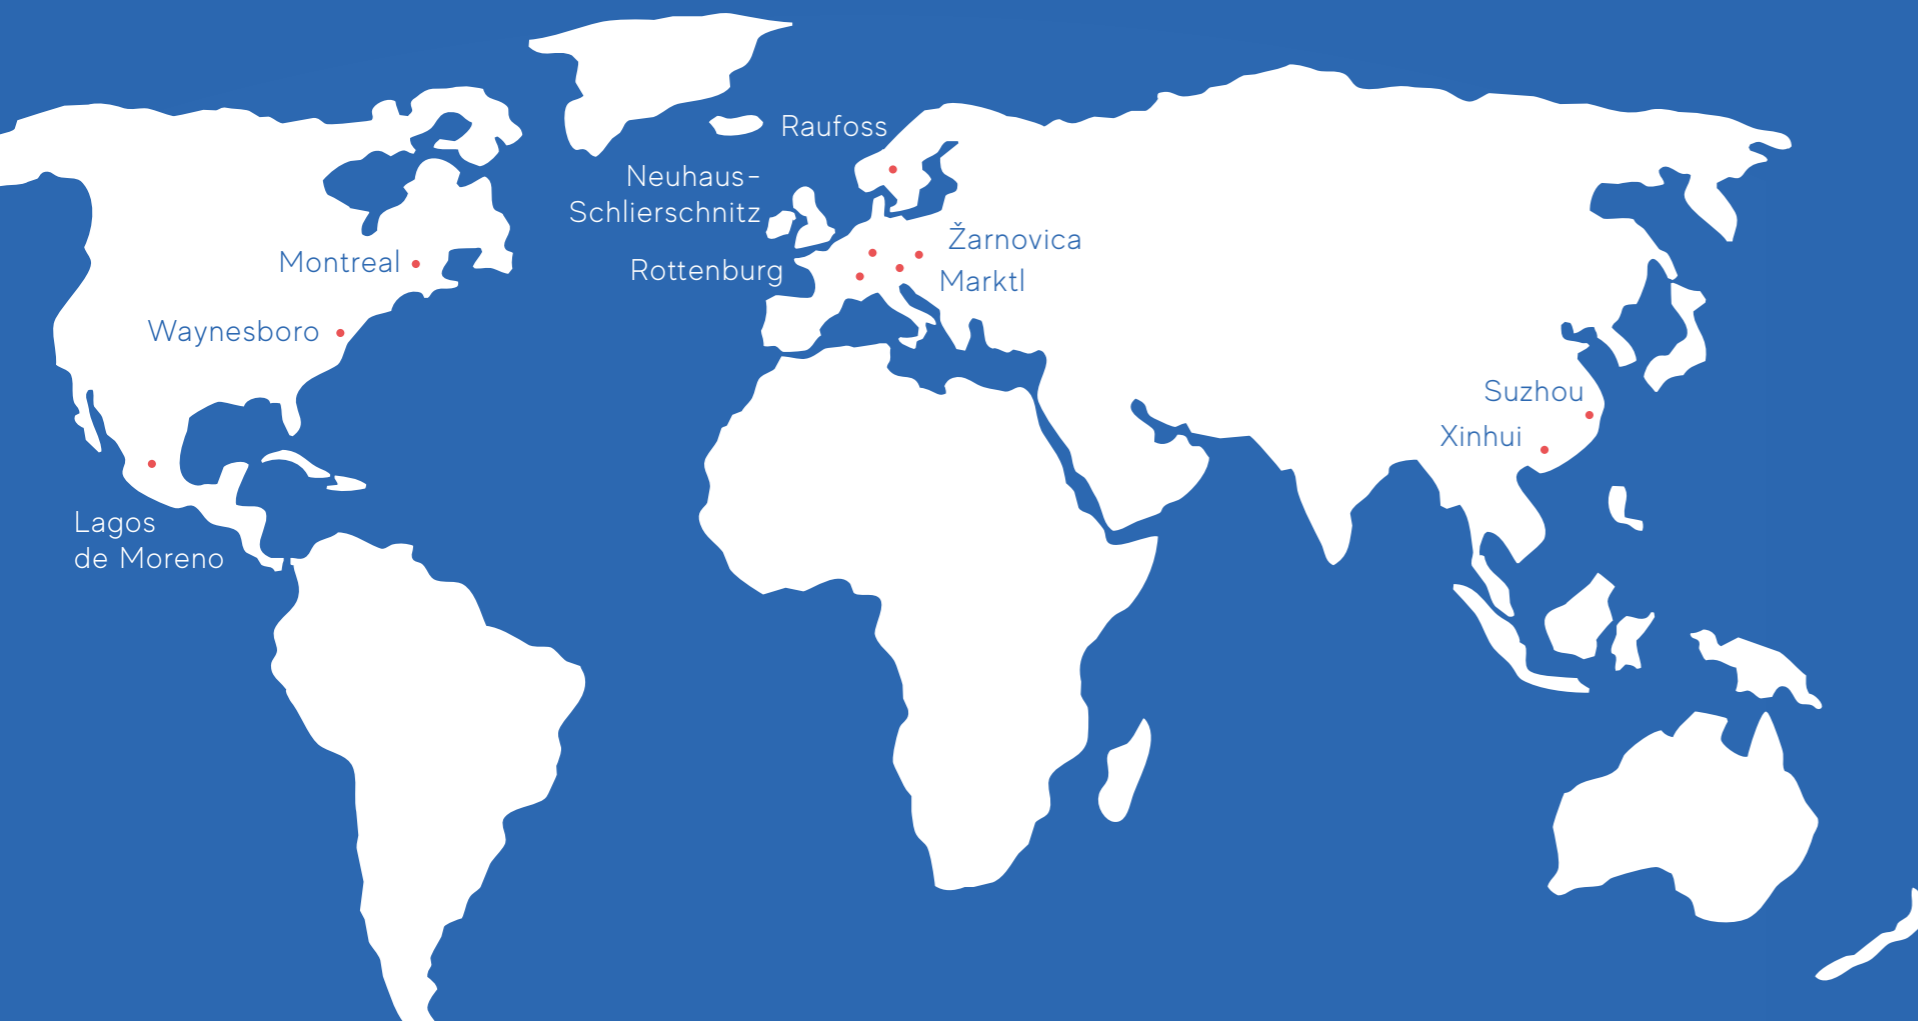 Raufoss
Neuhaus-
Schlierschnitz
Žarnovica
Montreal
Rottenburg
Marktl
Waynesboro
Suzhou
Xinhui
Lagos
de Moreno